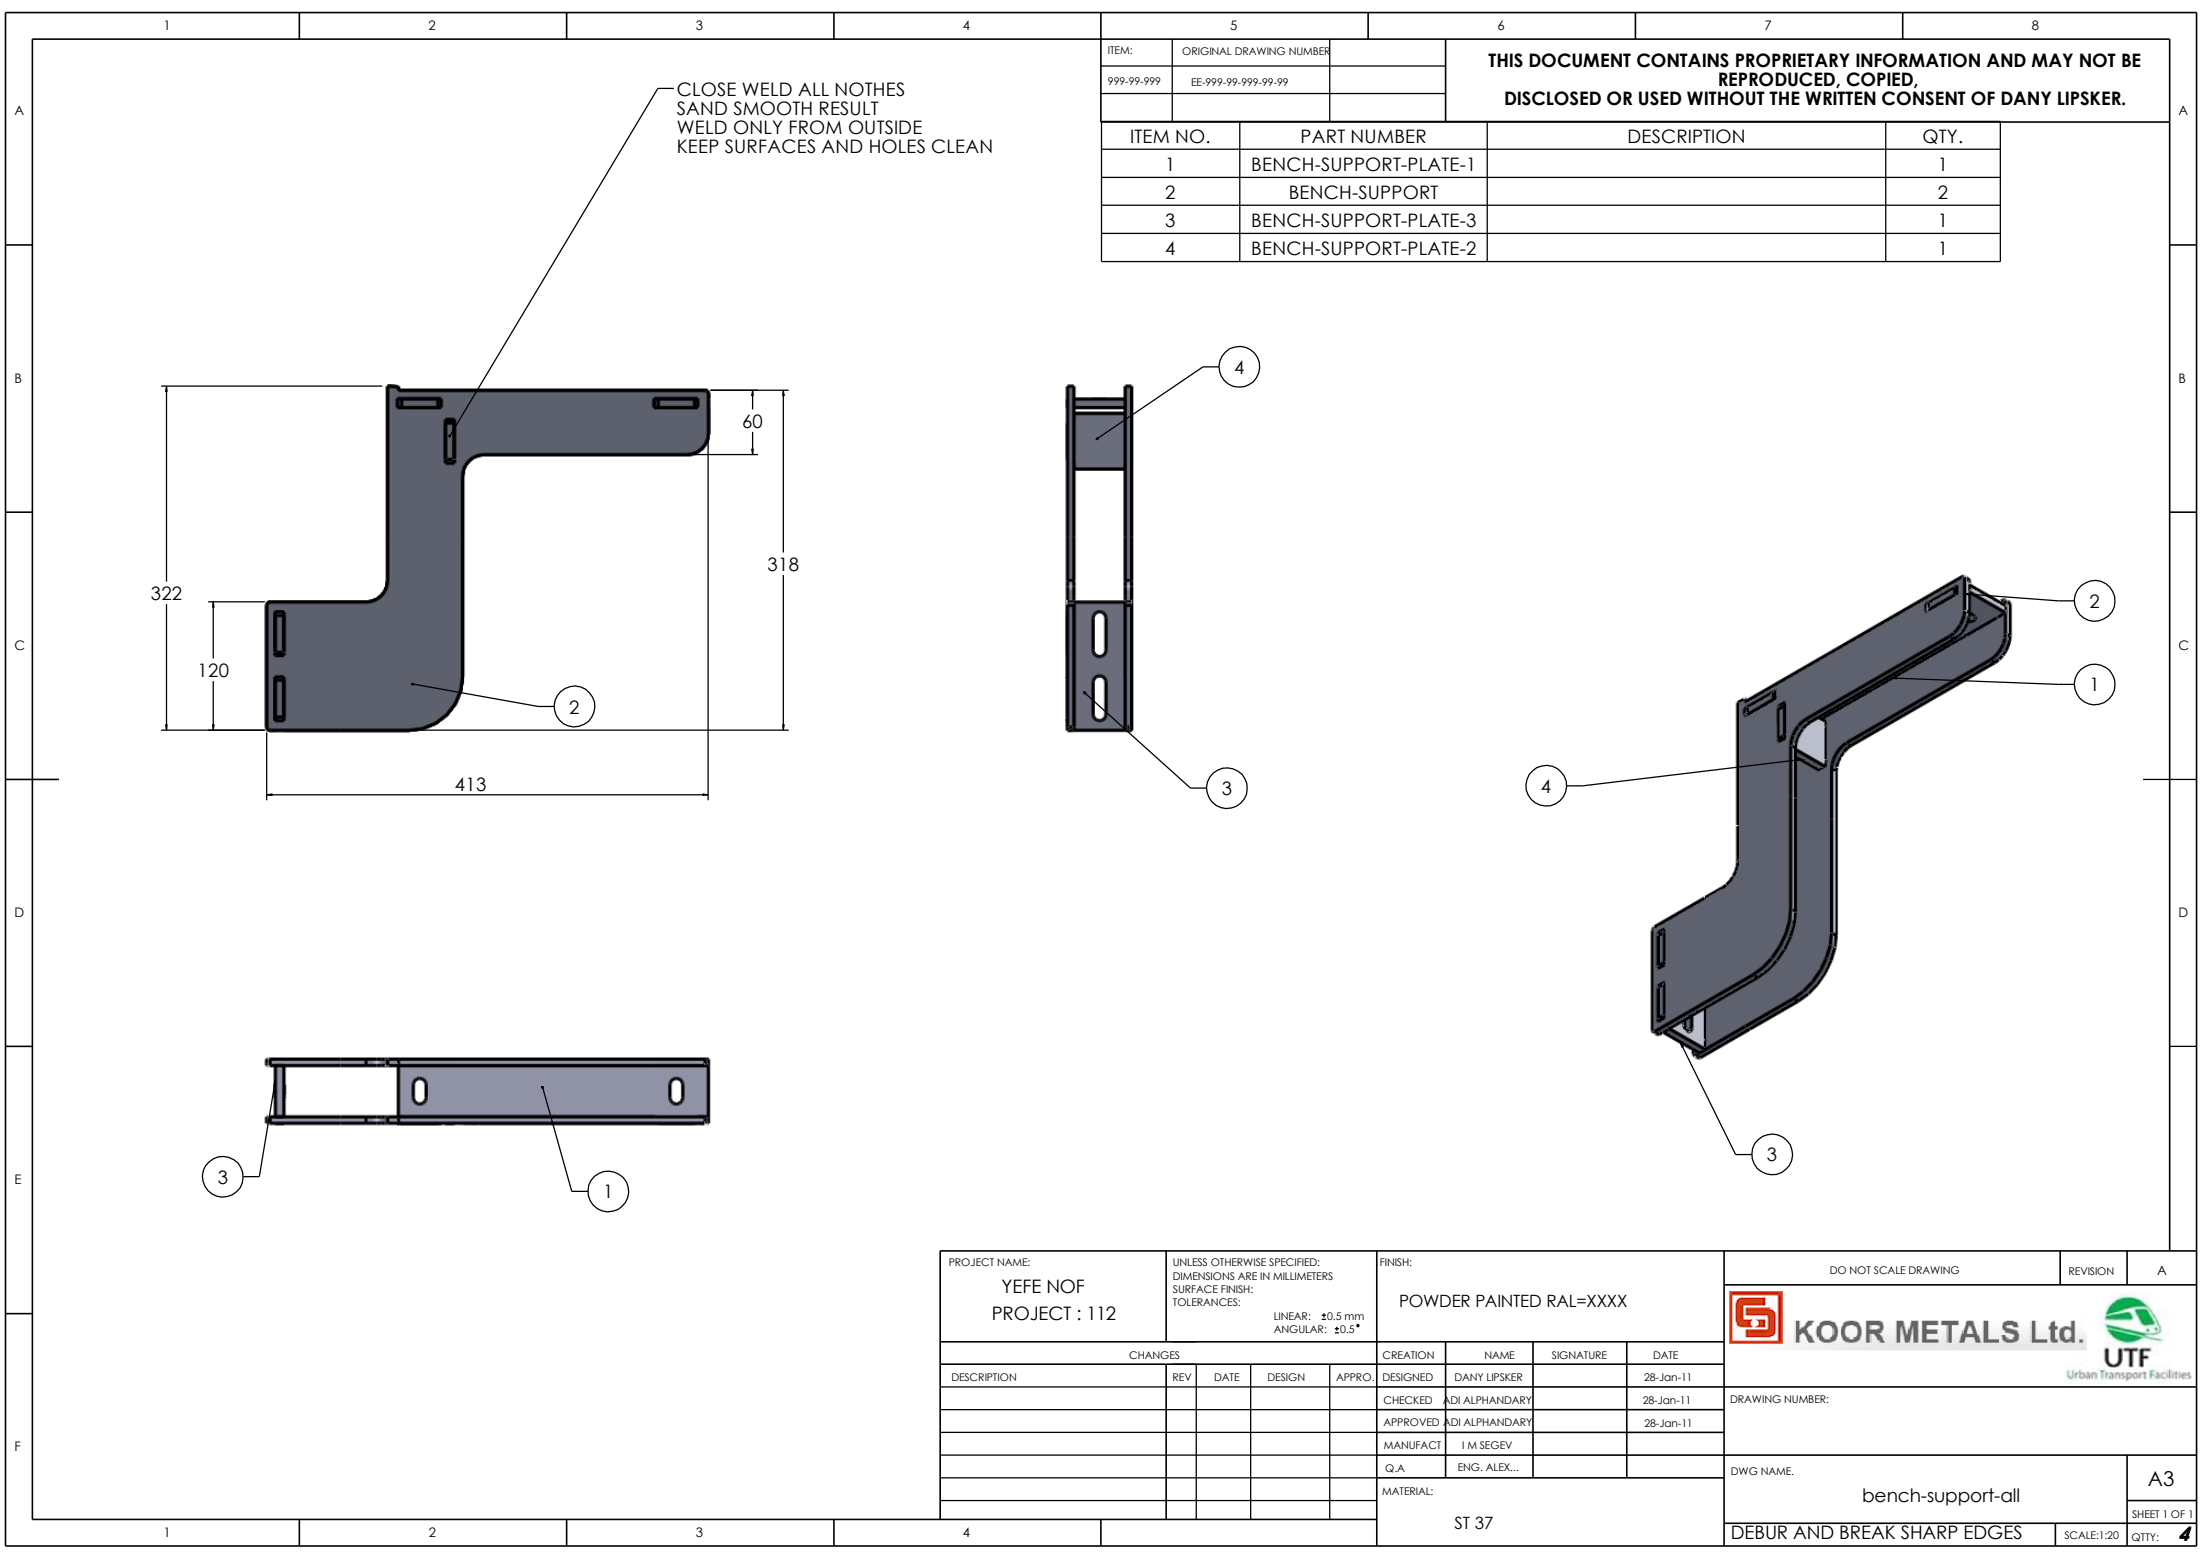 1 2 3 4 5 6 7 8
A
B
C
D
E
F
A
B
C
D
ITEM: ORIGINAL DRAWING NUMBER
999-99-999 EE-999-99-999-99-99
THIS DOCUMENT CONTAINS PROPRIETARY INFORMATION AND MAY NOT BE
REPRODUCED, COPIED,
DISCLOSED OR USED WITHOUT THE WRITTEN CONSENT OF DANY LIPSKER.
ITEM NO. PART NUMBER DESCRIPTION QTY.
1 BENCH-SUPPORT-PLATE-1 1
2 BENCH-SUPPORT 2
3 BENCH-SUPPORT-PLATE-3 1
4 BENCH-SUPPORT-PLATE-2 1
CLOSE WELD ALL NOTHES
SAND SMOOTH RESULT
WELD ONLY FROM OUTSIDE
KEEP SURFACES AND HOLES CLEAN
60
318
322
120
413
2
4
3
2
1
4
3
3
1
PROJECT NAME:
YEFE NOF
PROJECT : 112
UNLESS OTHERWISE SPECIFIED:
DIMENSIONS ARE IN MILLIMETERS
SURFACE FINISH:
TOLERANCES:
LINEAR: ±0.5 mm
ANGULAR: ±0.5°
FINISH:
POWDER PAINTED RAL=XXXX
DO NOT SCALE DRAWING REVISION A
KOOR METALS Ltd.
UTF
Urban Transport Facilities
CHANGES
DESCRIPTION REV DATE DESIGN APPRO.
CREATION NAME SIGNATURE DATE
DESIGNED DANY LIPSKER 28-Jan-11
CHECKED ADI ALPHANDARY 28-Jan-11
APPROVED ADI ALPHANDARY 28-Jan-11
MANUFACT I M SEGEV
Q.A ENG. ALEX...
MATERIAL:
ST 37
DRAWING NUMBER:
DWG NAME.
bench-support-all
A3
SHEET 1 OF 1
DEBUR AND BREAK SHARP EDGES SCALE:1:20 QTTY: 4
1 2 3 4